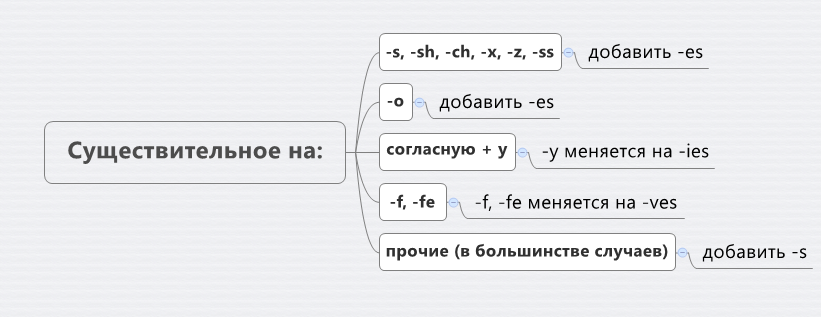 Существительное на:
-s, -sh, -ch, -x, -z, -ss
добавить -es
-o
добавить -es
согласную + y
-y меняется на -ies
-f, -fe
-f, -fe меняется на -ves
прочие (в большинстве случаев)
добавить -s